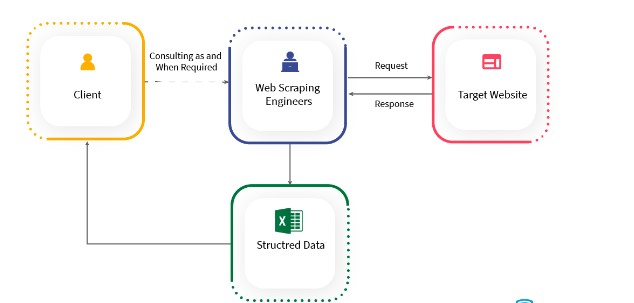 Consulting as and
When Required
Client
Web Scraping
Engineers
Request
Response
Target Website
X
Structred Data